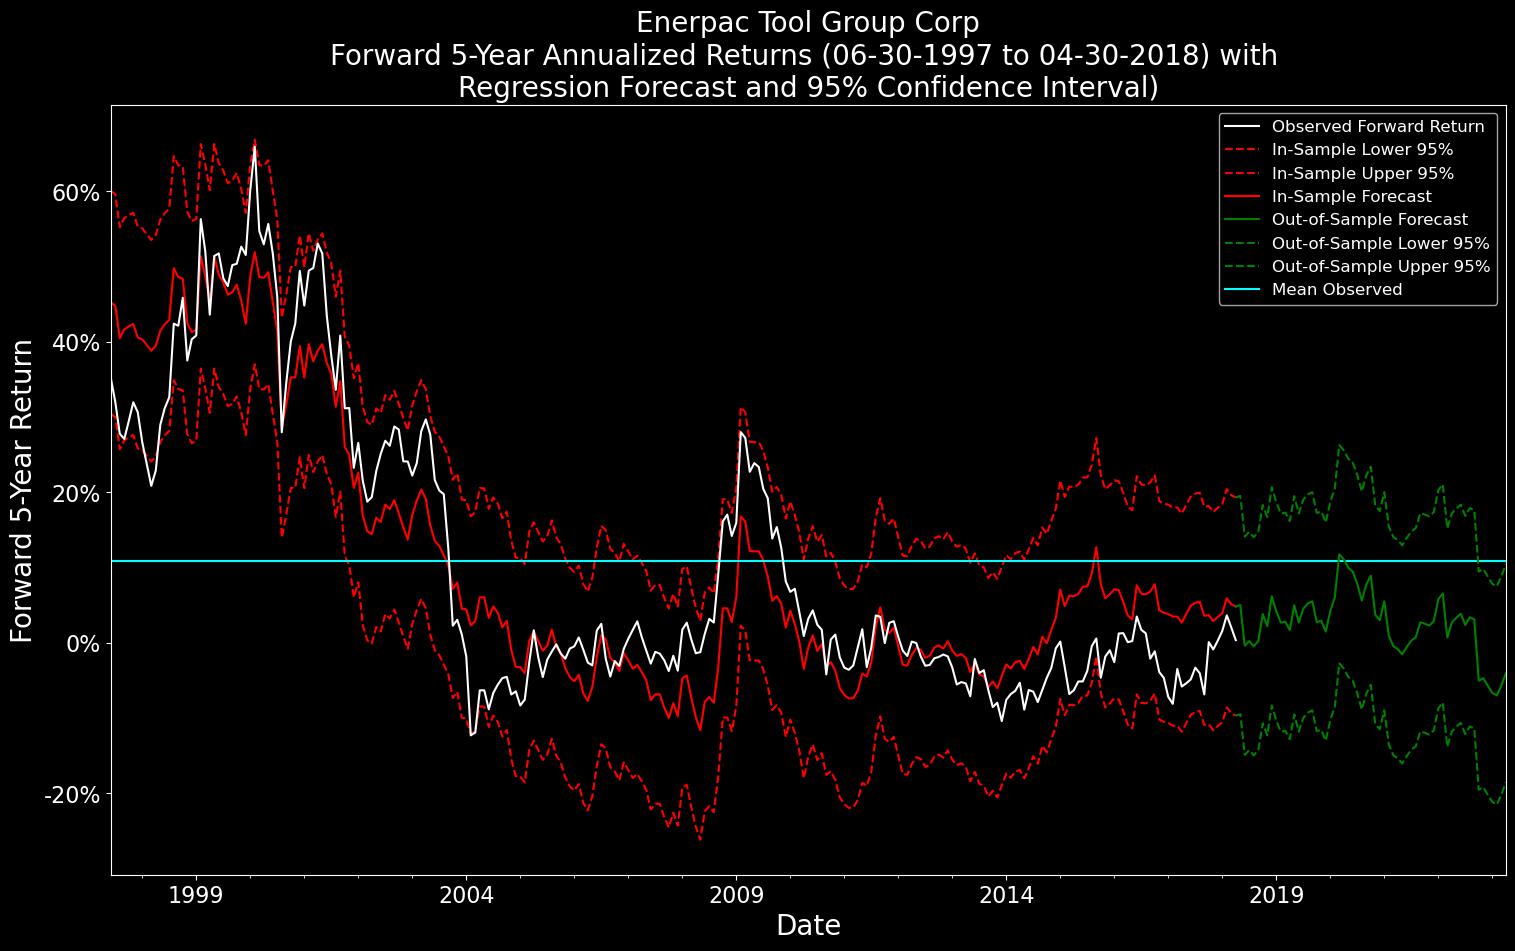 Enerpac Tool Group Corp
Forward 5-Year Annualized Returns (06-30-1997 to 04-30-2018) with
Regression Forecast and 95% Confidence Interval)
Observed Forward Return
In-Sample Lower 95%
In-Sample Upper 95%
In-Sample Forecast
Out-of-Sample Forecast
Out-of-Sample Lower 95%
Out-of-Sample Upper 95%
Mean Observed
Forward 5-Year Return
60%
40%
20%
0%
-20%
1999
2004
2009
2014
2019
Date